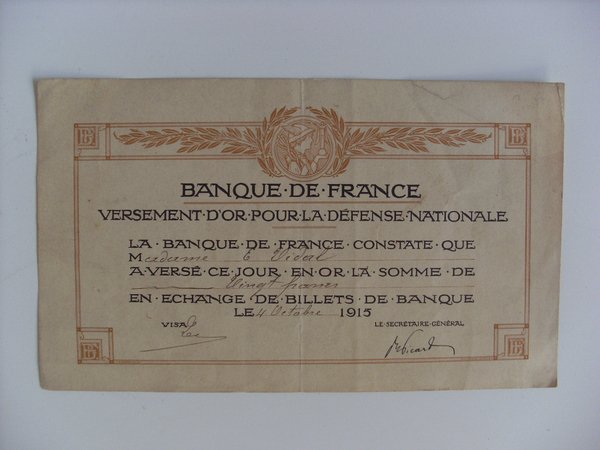 BANQUE·DE·FRANCE
VERSEMENT·D'OR·POUR·LA·DÉFENSE·NATIONALE
LA·BANQUE·DE·FRANCE·CONSTATE·QUE
Madame E Vidal
A·VERSÉ·CE·JOUR·EN·OR·LA·SOMME·DE
Vingt francs
EN·ECHANGE·DE·BILLETS·DE·BANQUE
LE 4 Octobre 1915
VISA LE·SECRÉTAIRE·GÉNÉRAL